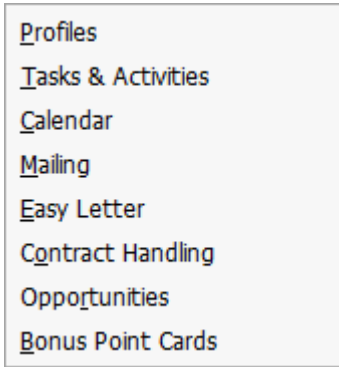 Profiles
Tasks & Activities
Calendar
Mailing
Easy Letter
Contract Handling
Opportunities
Bonus Point Cards